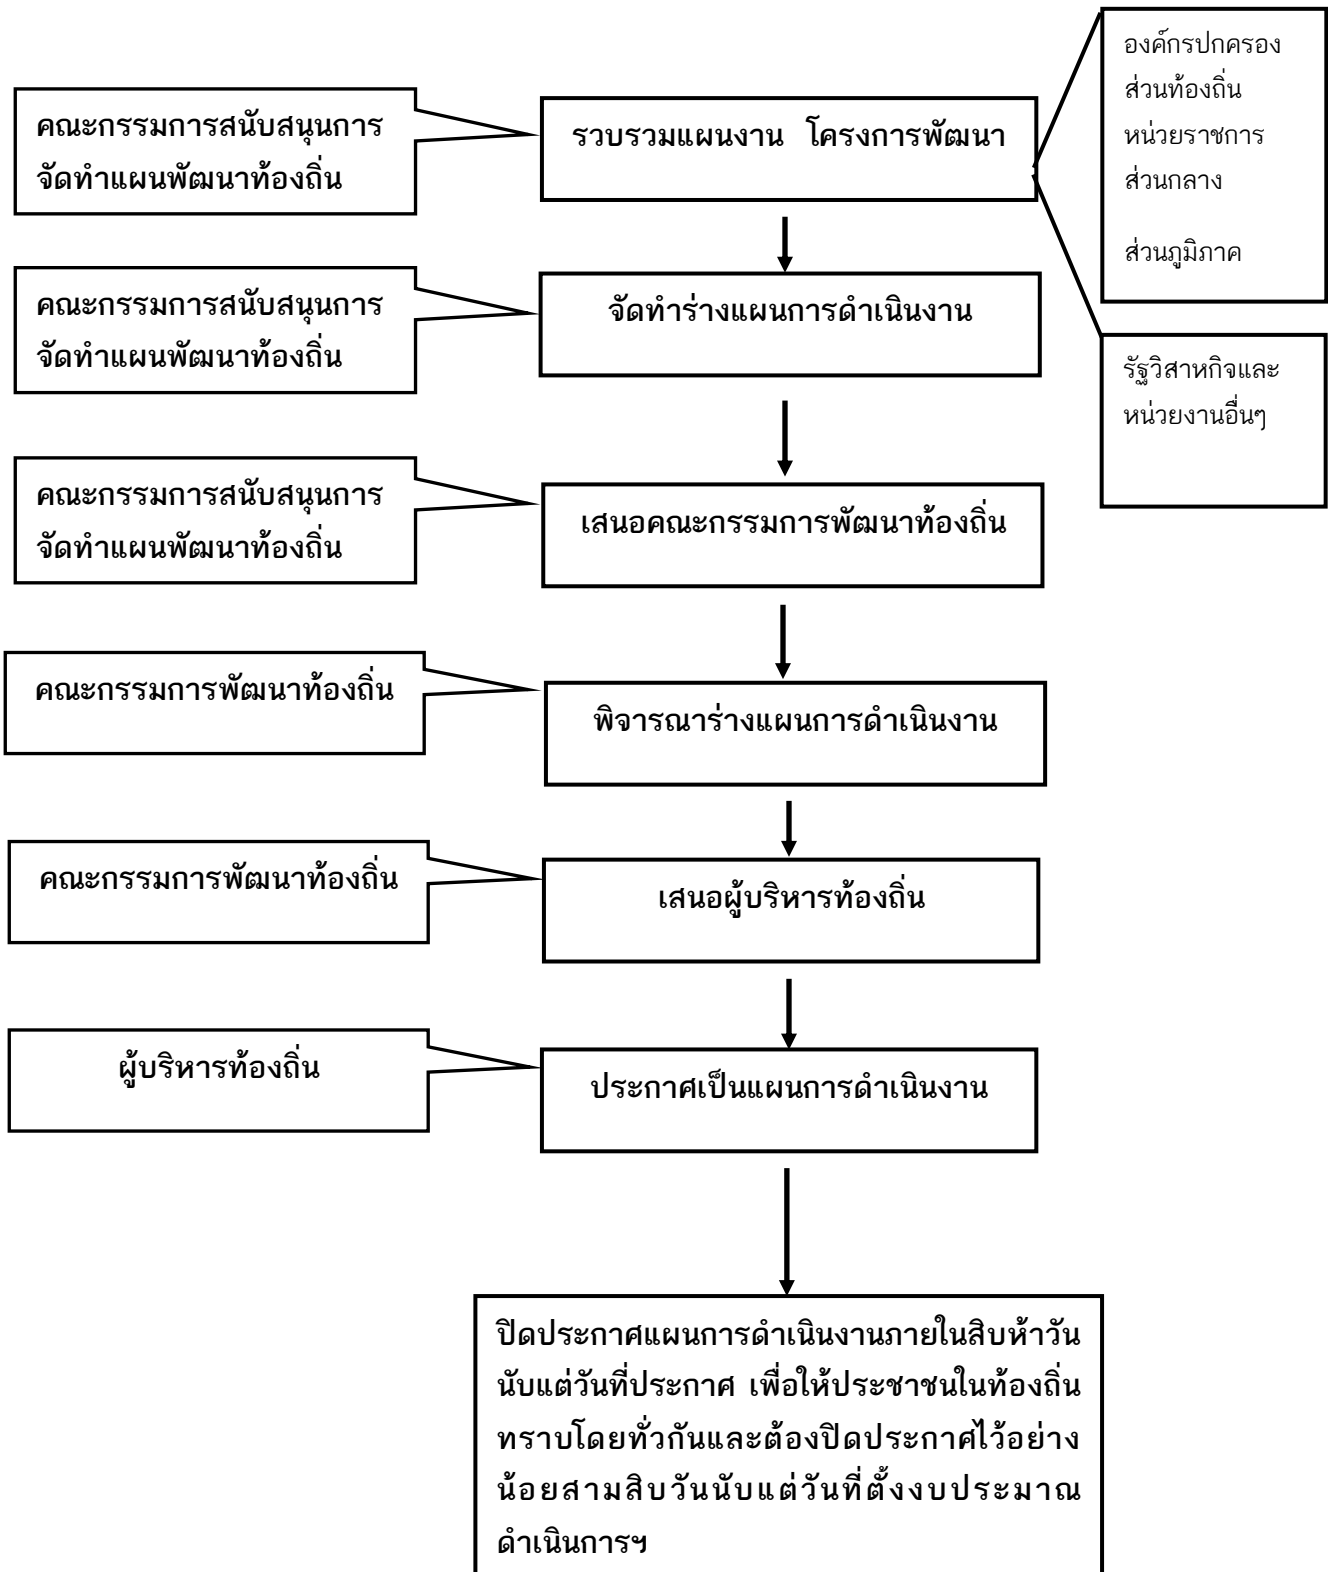 องค์กรปกครอง
ส่วนท้องถิ่น
หน่วยราชการ
ส่วนกลาง
ส่วนภูมิภาค
คณะกรรมการสนับสนุนการ
จัดทำแผนพัฒนาท้องถิ่น
รวบรวมแผนงาน โครงการพัฒนา
คณะกรรมการสนับสนุนการ
จัดทำแผนพัฒนาท้องถิ่น
จัดทำร่างแผนการดำเนินงาน
รัฐวิสาหกิจและ
หน่วยงานอื่นๆ
คณะกรรมการสนับสนุนการ
จัดทำแผนพัฒนาท้องถิ่น
เสนอคณะกรรมการพัฒนาท้องถิ่น
คณะกรรมการพัฒนาท้องถิ่น
พิจารณาร่างแผนการดำเนินงาน
คณะกรรมการพัฒนาท้องถิ่น
เสนอผู้บริหารท้องถิ่น
ผู้บริหารท้องถิ่น
ประกาศเป็นแผนการดำเนินงาน
ปิดประกาศแผนการดำเนินงานภายในสิบห้าวัน
นับแต่วันที่ประกาศ เพื่อให้ประชาชนในท้องถิ่น
ทราบโดยทั่วกันและต้องปิดประกาศไว้อย่าง
น้อยสามสิบวันนับแต่วันที่ตั้งงบประมาณ
ดำเนินการฯ